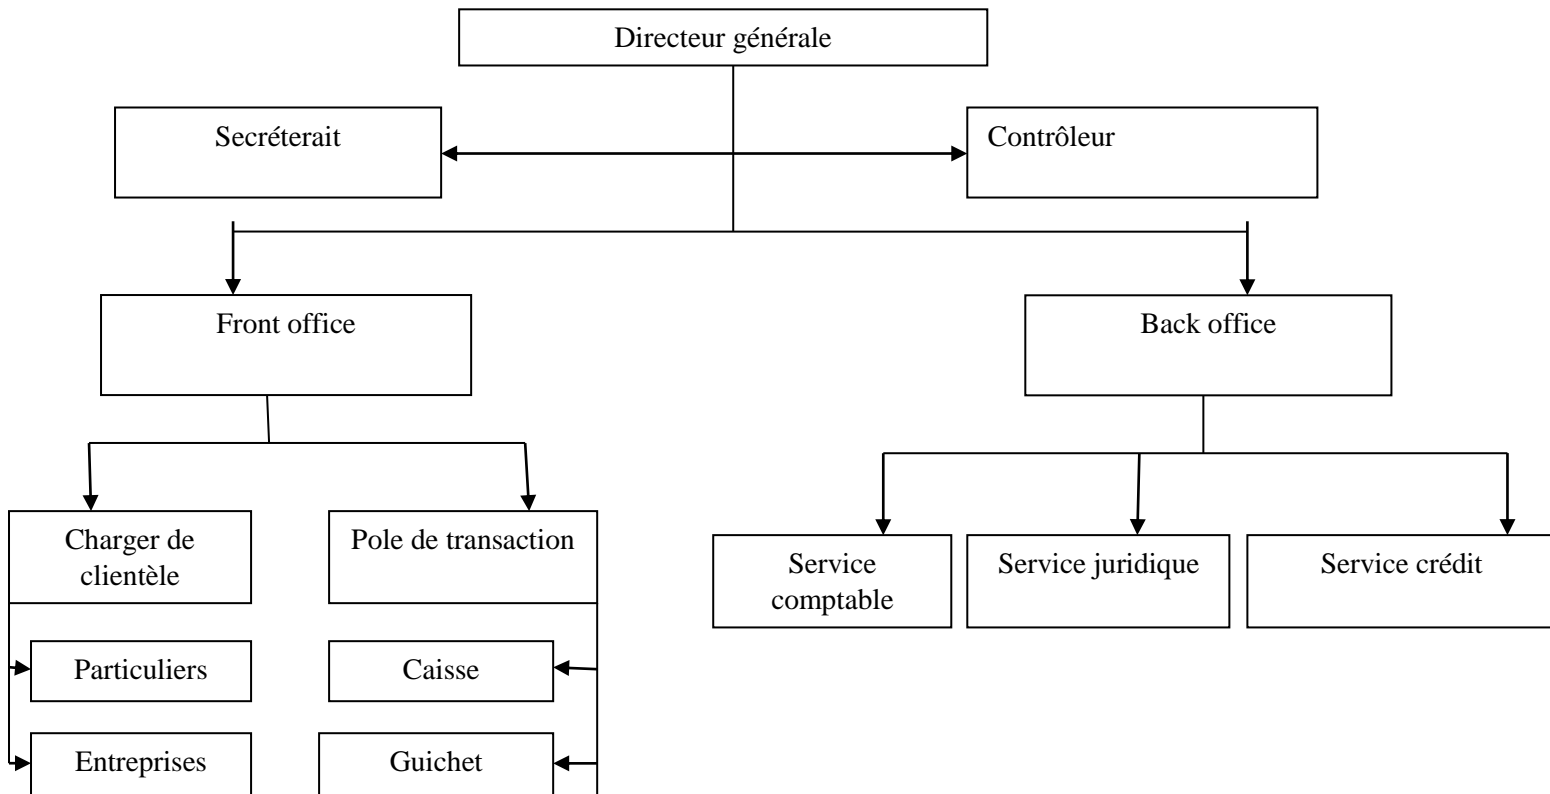 Directeur générale
Secréterait
Contrôleur
Front office
Back office
Charger de
clientèle
Pole de transaction
Service
comptable
Service juridique
Service crédit
Particuliers
Caisse
Entreprises
Guichet